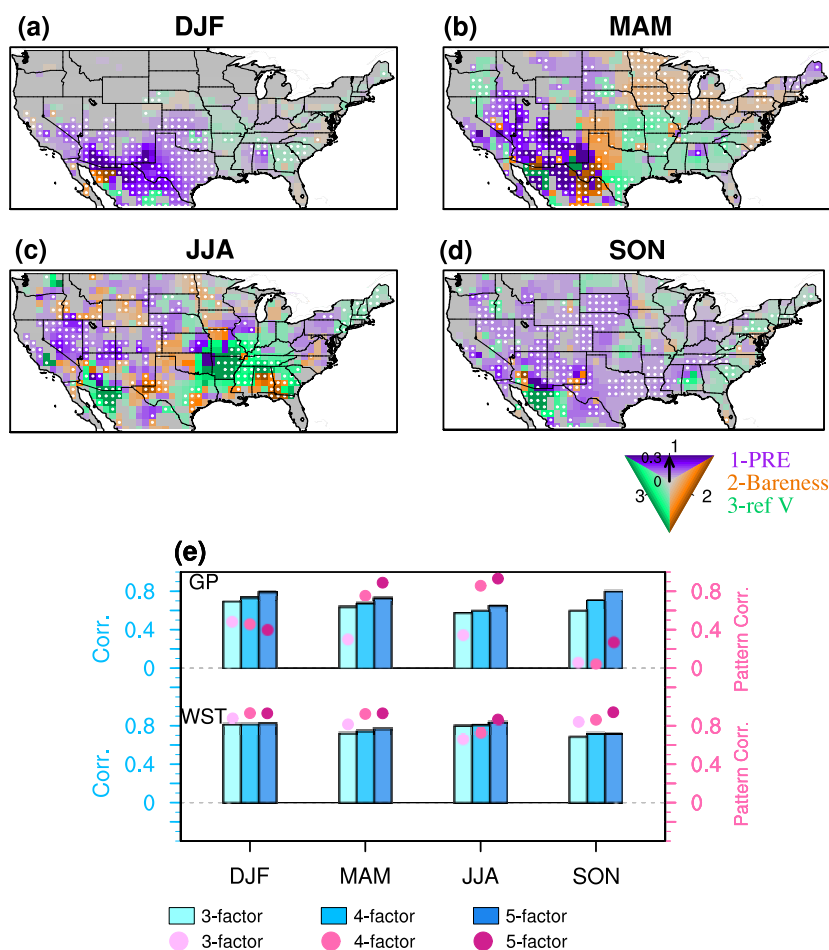 (a) DJF
(b) MAM
(c) JJA
(d) SON
1
0.3
0
3
2
1-PRE
2-Bareness
3-ref V
(e)
GP
0.8
0.4
0
Corr.
0.8
0.4
0
Pattern Corr.
WST
0.8
0.4
0
Corr.
0.8
0.4
0
Pattern Corr.
DJF MAM JJA SON
3-factor 4-factor 5-factor
3-factor 4-factor 5-factor